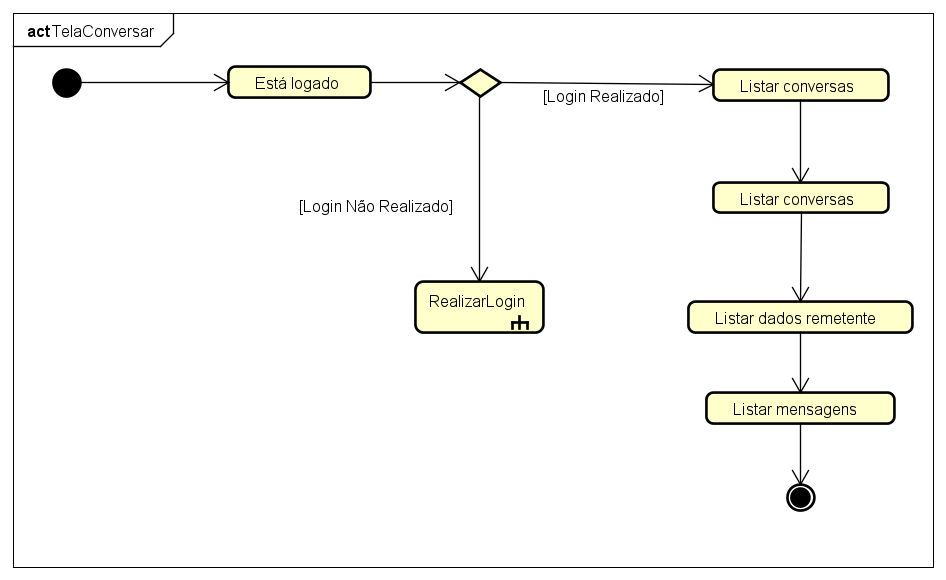 act TelaConversar
Está logado
[Login Realizado]
Listar conversas
Listar conversas
[Login Não Realizado]
RealizarLogin
Listar dados remetente
Listar mensagens